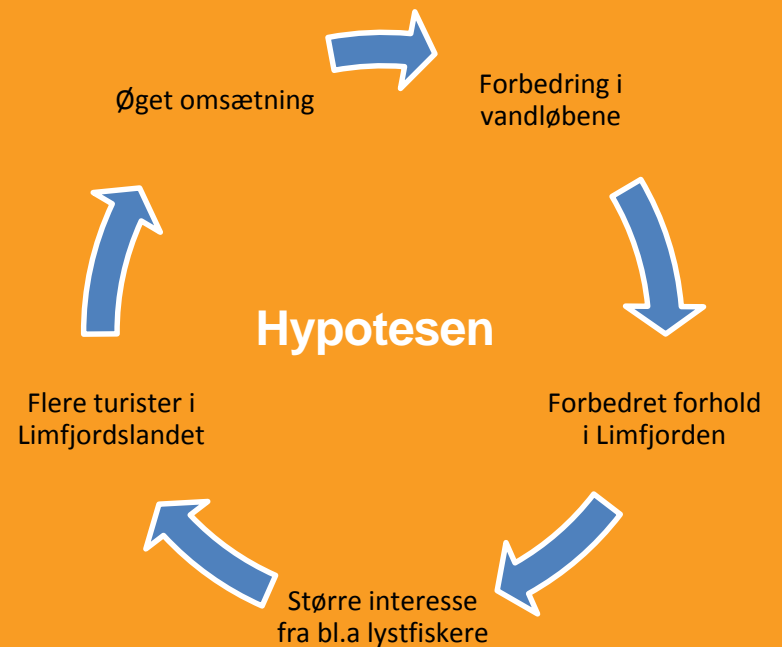 Hypotesen
Øget omsætning
Forbedring i
vandløbene
Forbedret forhold
i Limfjorden
Større interesse
fra bl.a lystfiskere
Flere turister i
Limfjordslandet